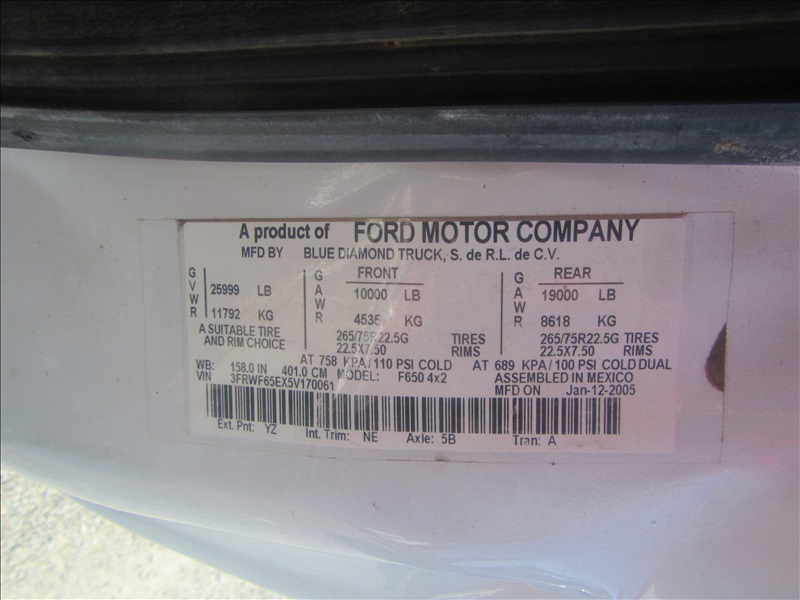 A product of FORD MOTOR COMPANY
MFD BY BLUE DIAMOND TRUCK, S. de R.L. de C.V.
GVWR 25999 LB 11792 KG
FRONT GAWR 10000 LB 4535 KG
REAR GAWR 19000 LB 8618 KG
A SUITABLE TIRE AND RIM CHOICE
265/75R22.5G TIRES 265/75R22.5G TIRES
22.5X7.50 RIMS 22.5X7.50 RIMS
AT 758 KPA/110 PSI COLD AT 689 KPA/100 PSI COLD DUAL
WB: 158.0 IN 401.0 CM MODEL: F650 4x2 ASSEMBLED IN MEXICO
VIN 3FRWF65EX5V170061 MFD ON Jan-12-2005
Ext. Pnt: YZ Int. Trim: NE Axle: 5B Tran: A